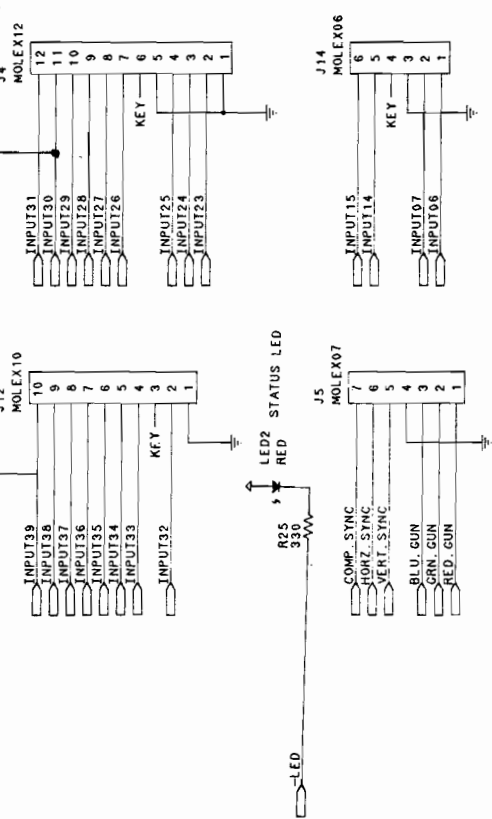 J4
MOLEX12
INPUT31 12
INPUT30 11
INPUT29 10
INPUT28 9
INPUT27 8
INPUT26 7
KEY 6
5
INPUT25 4
INPUT24 3
INPUT23 2
1
J14
MOLEX06
INPUT15 6
INPUT14 5
KEY 4
3
INPUT07 2
INPUT06 1
J12
MOLEX10
INPUT39 10
INPUT38 9
INPUT37 8
INPUT36 7
INPUT35 6
INPUT34 5
INPUT33 4
KEY 3
INPUT32 2
1
LED2 STATUS LED
RED
R25
330
-LED
J5
MOLEX07
COMP.SYNC 7
HORZ.SYNC 6
VERT.SYNC 5
4
BLU.GUN 3
GRN.GUN 2
RED.GUN 1